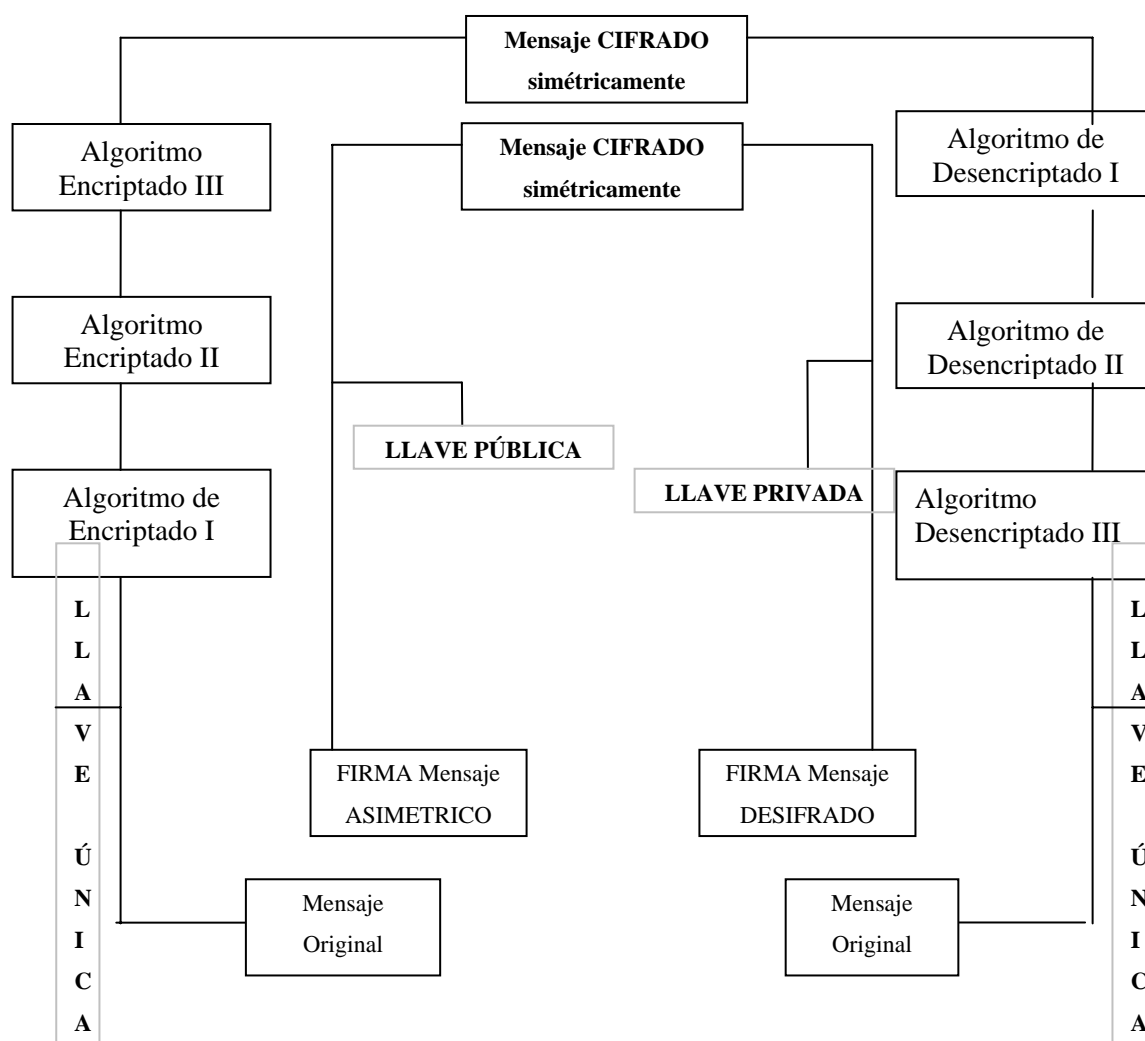 Mensaje CIFRADO
simétricamente
Mensaje CIFRADO
simétricamente
Algoritmo
Encriptado III
Algoritmo de
Desencriptado I
Algoritmo
Encriptado II
Algoritmo de
Desencriptado II
LLAVE PÚBLICA
LLAVE PRIVADA
Algoritmo de
Encriptado I
Algoritmo
Desencriptado III
L
L
A
V
E
Ú
N
I
C
A
L
L
A
V
E
Ú
N
I
C
A
FIRMA Mensaje
ASIMETRICO
FIRMA Mensaje
DESIFRADO
Mensaje
Original
Mensaje
Original